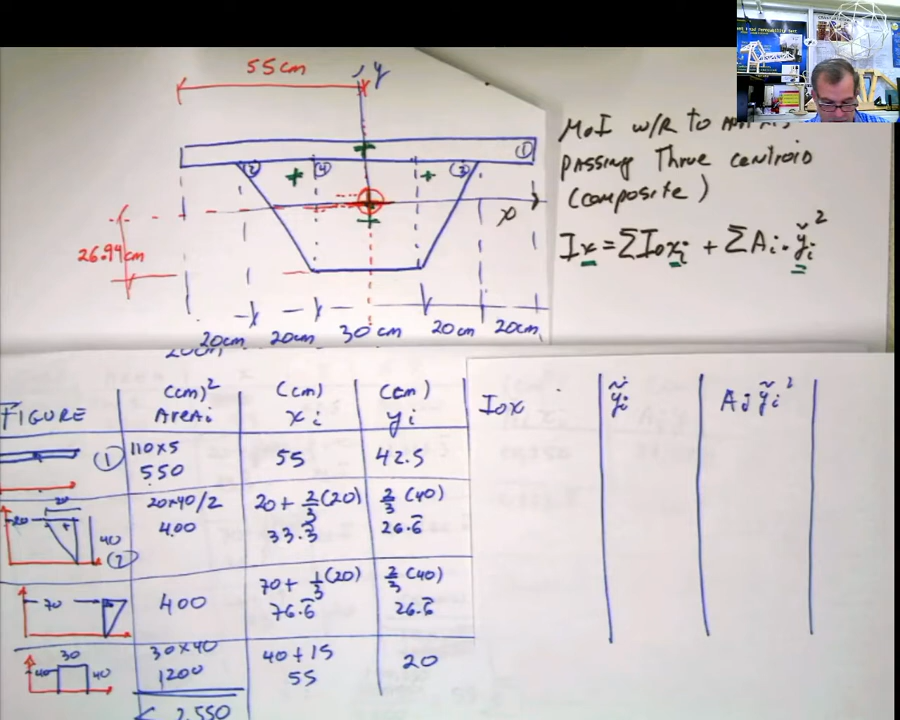 55cm
y
①
②
④
③
x
26.94cm
20cm 20cm 30cm 20cm 20cm
MoI W/R TO
PASSING Three centroid
(composite)
Ix = ΣIoxi + ΣAi·ỹi²
FIGURE
(cm)²
AREAi
(cm)
xi
(cm)
yi
Iox
ỹi
Aiỹi²
①
110x5
550
55
42.5
20
20
40
②
20x40/2
400
20+ 2/3(20)
33.3̄
2/3(40)
26.6̄
70
400
70+ 1/3(20)
76.6̄
2/3(40)
26.6̄
30
40
40
30x40
1200
40+15
55
20
2,550